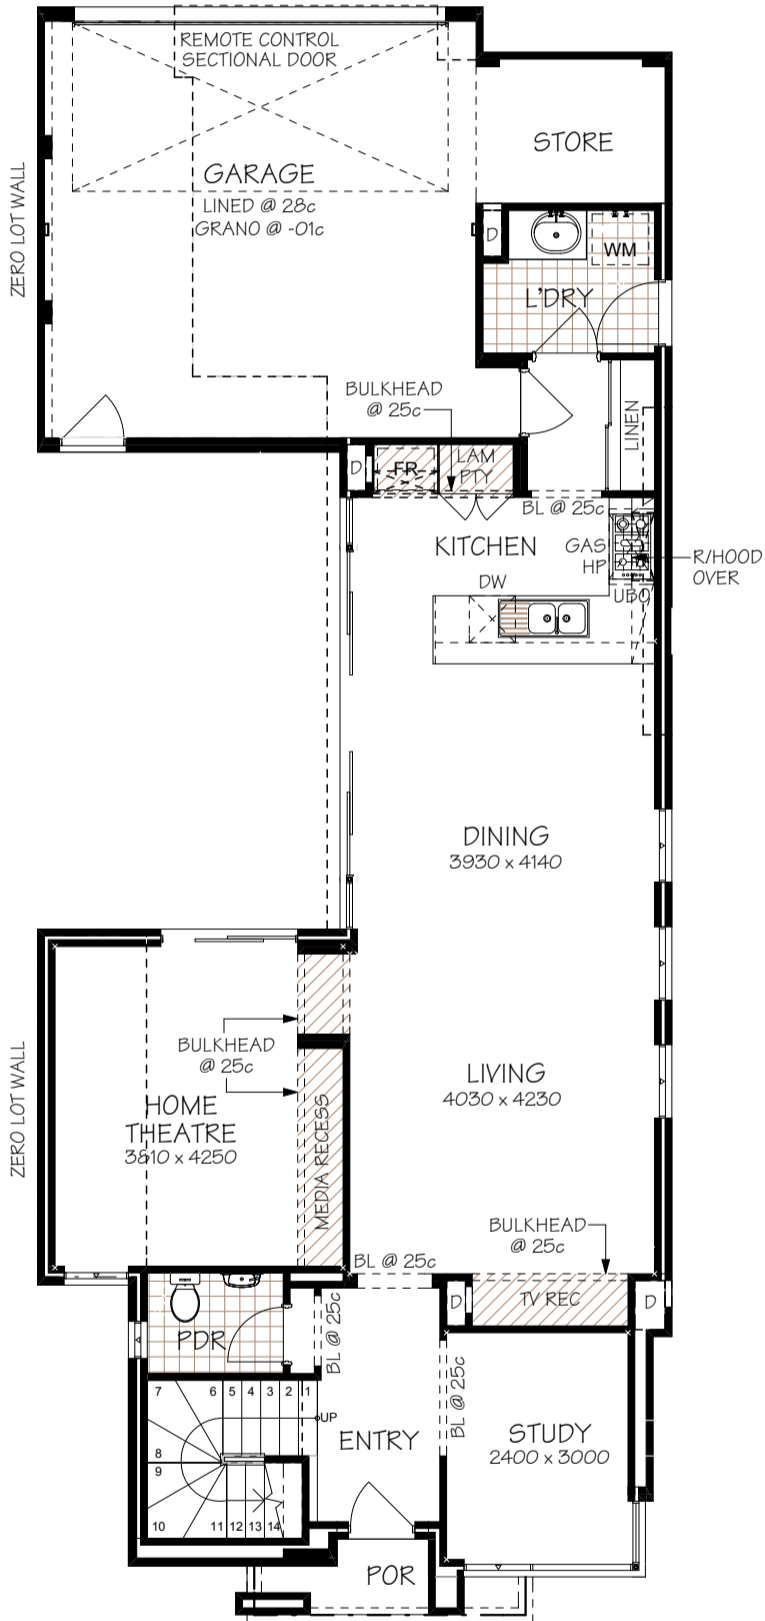 REMOTE CONTROL
SECTIONAL DOOR
STORE
GARAGE
LINED @ 28c
GRANO @ -01c
ZERO LOT WALL
D
WM
L'DRY
BULKHEAD
@ 25c
LINEN
D
FR
LAM
PTY
BL @ 25c
KITCHEN
GAS
HP
R/HOOD
OVER
DW
UBO
DINING
3930 x 4140
BULKHEAD
@ 25c
ZERO LOT WALL
LIVING
4030 x 4230
HOME
THEATRE
3810 x 4250
MEDIA RECESS
BULKHEAD
@ 25c
BL @ 25c
D
TV REC
D
PDR
BL @ 25c
BL @ 25c
7
6
5
4
3
2
1
UP
8
9
10
11
12
13
14
ENTRY
STUDY
2400 x 3000
POR